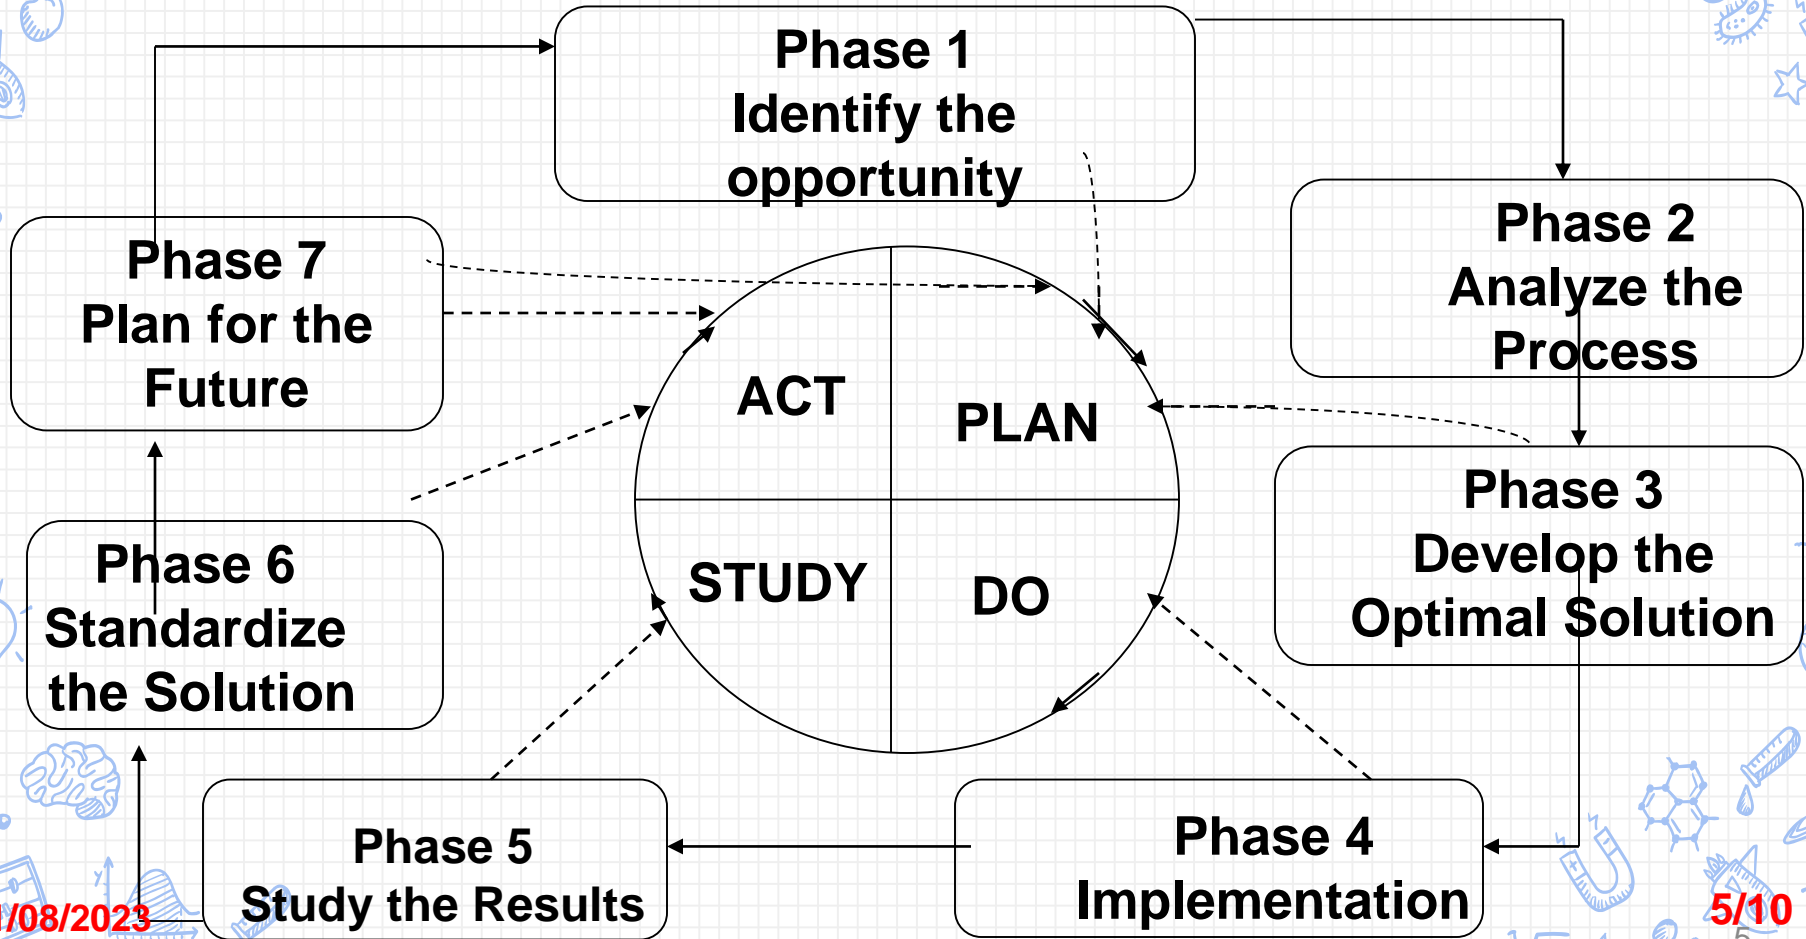 Phase 1
Identify the
opportunity
Phase 2
Analyze the
Process
Phase 7
Plan for the
Future
ACT
PLAN
Phase 3
Develop the
Optimal Solution
Phase 6
Standardize
the Solution
STUDY
DO
Phase 4
Implementation
Phase 5
Study the Results
/08/2023
5/10
5